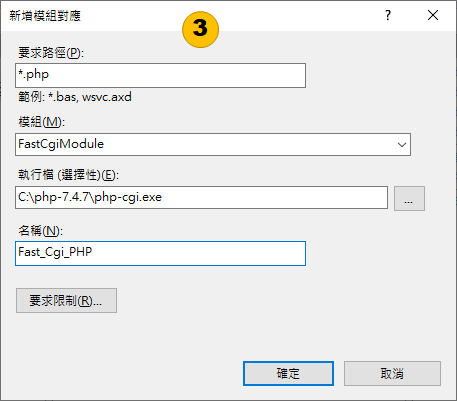 新增模組對應
3
要求路徑(P):
*.php
範例: *.bas, wsvc.axd
模組(M):
FastCgiModule
執行檔 (選擇性)(E):
C:\php-7.4.7\php-cgi.exe
...
名稱(N):
Fast_Cgi_PHP
要求限制(R)...
確定
取消